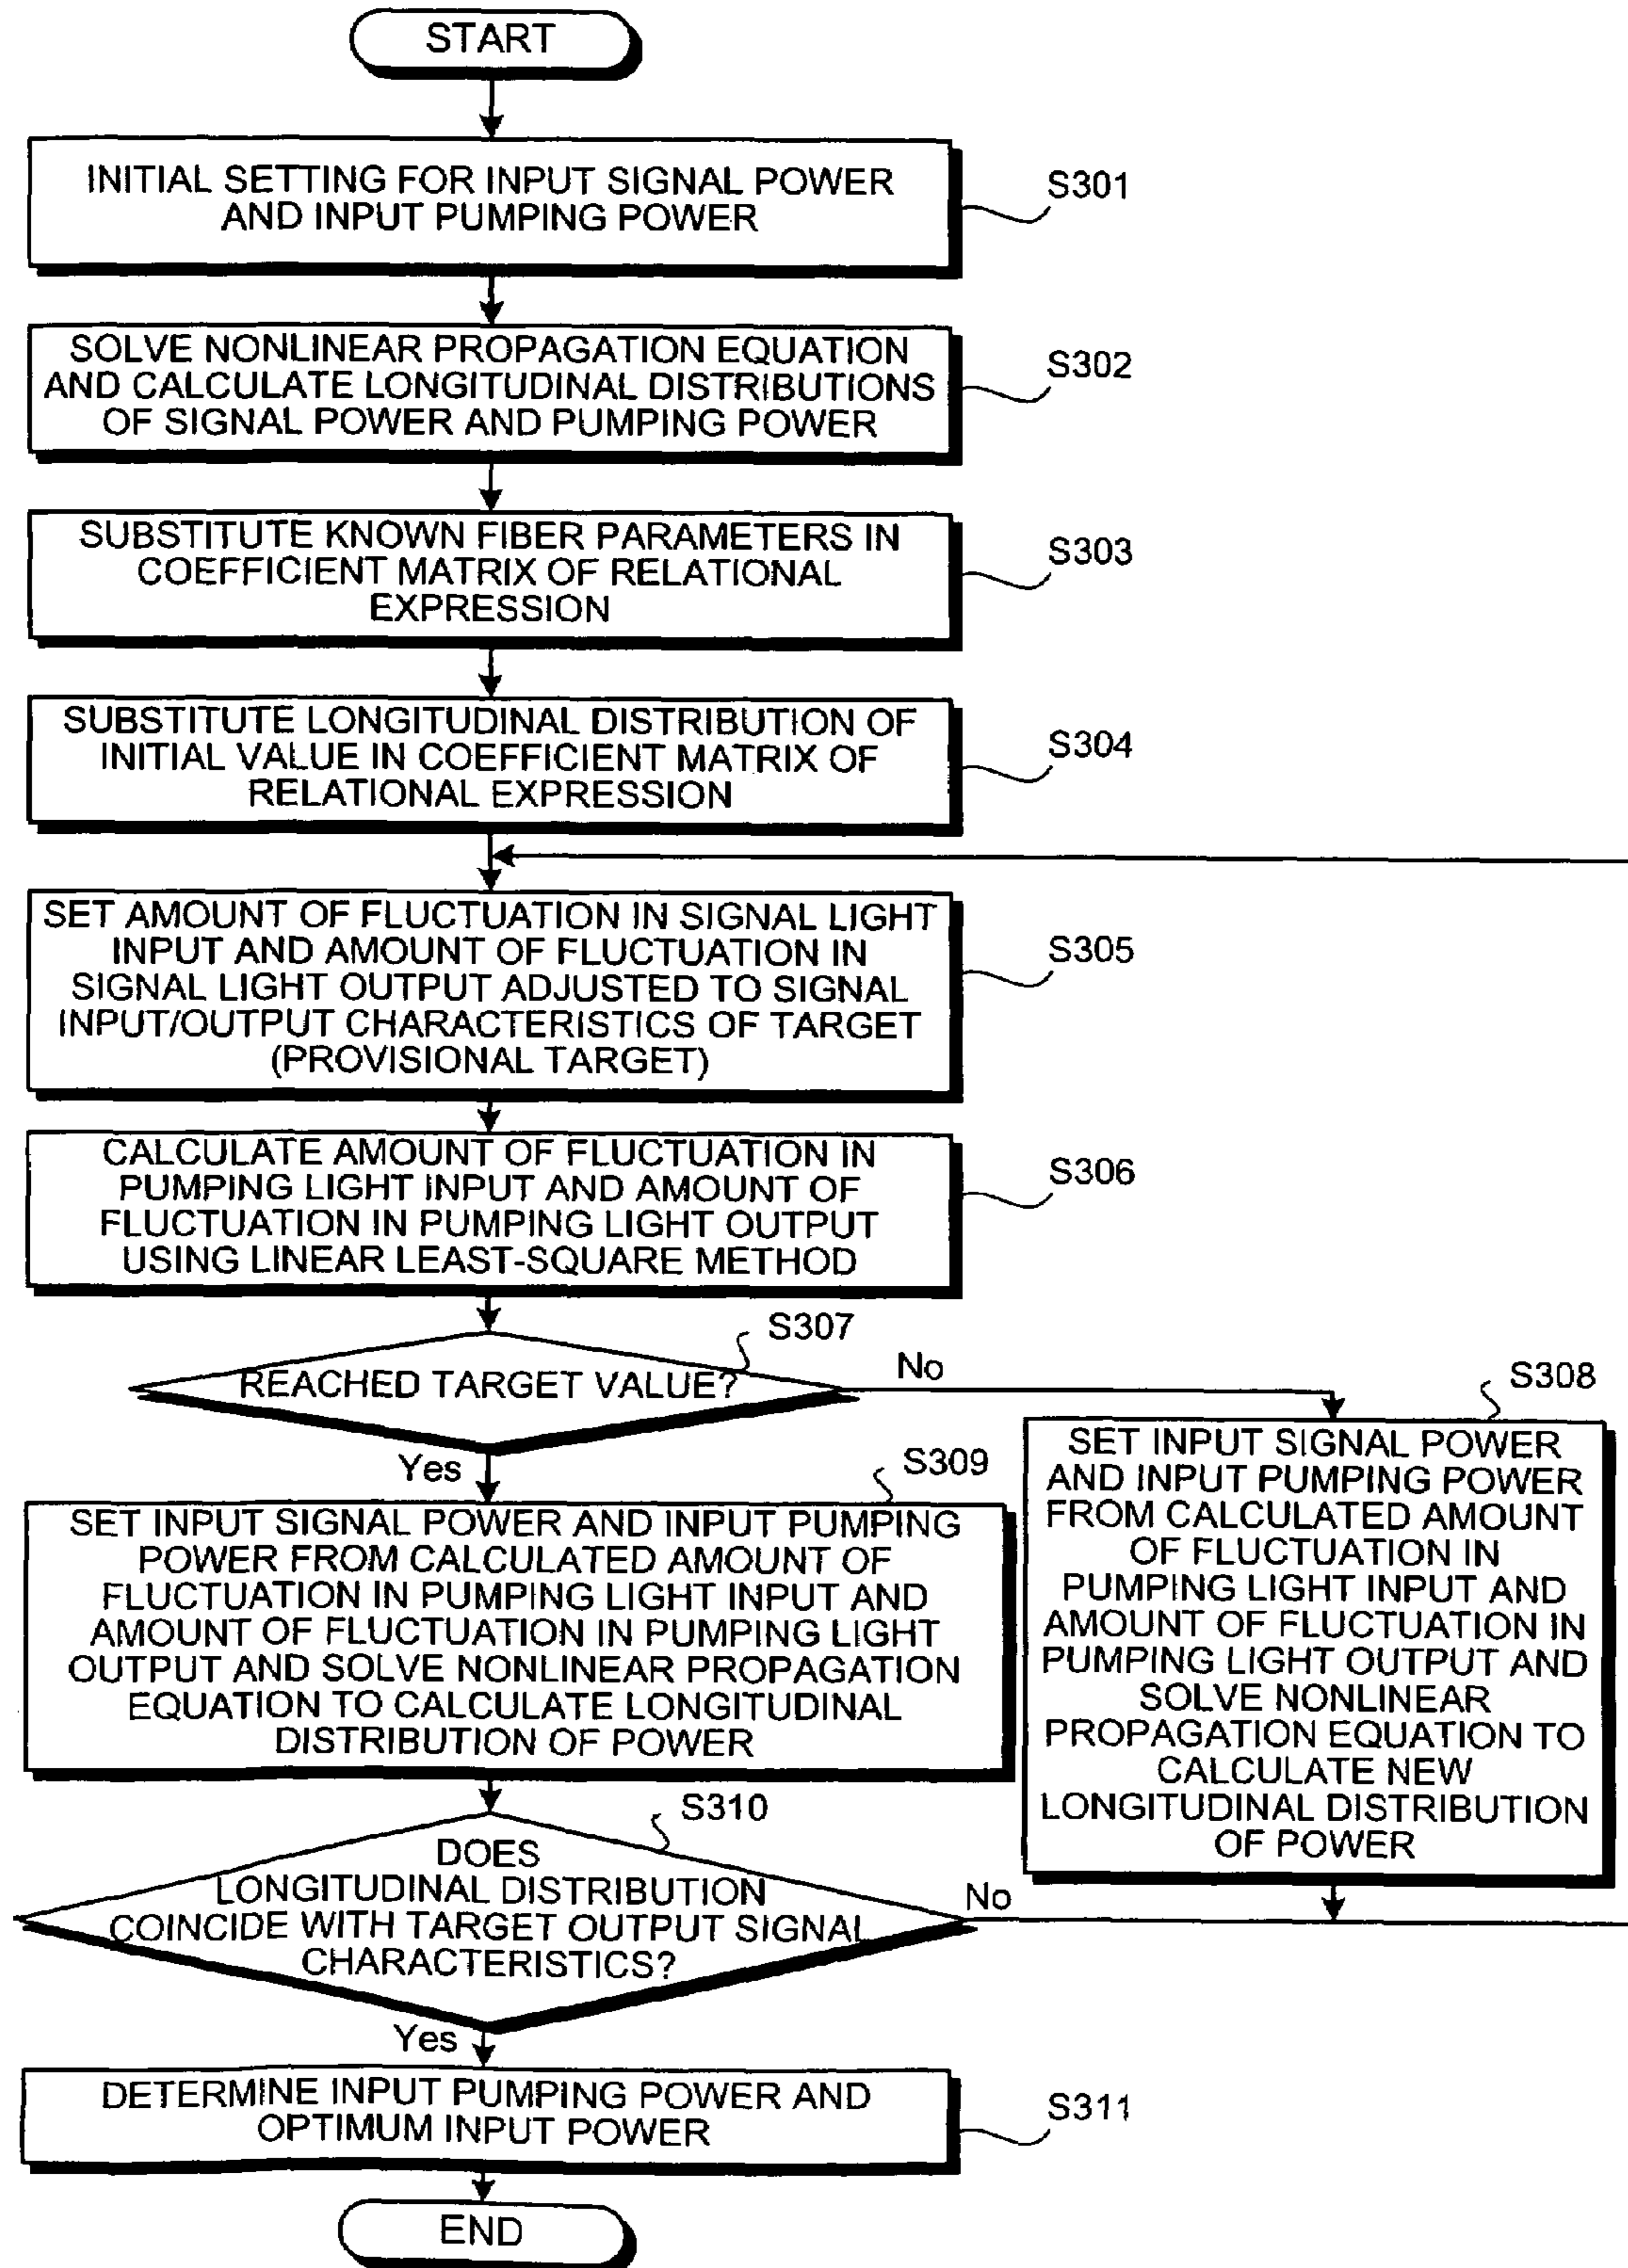 START
INITIAL SETTING FOR INPUT SIGNAL POWER
AND INPUT PUMPING POWER
S301
SOLVE NONLINEAR PROPAGATION EQUATION
AND CALCULATE LONGITUDINAL DISTRIBUTIONS
OF SIGNAL POWER AND PUMPING POWER
S302
SUBSTITUTE KNOWN FIBER PARAMETERS IN
COEFFICIENT MATRIX OF RELATIONAL
EXPRESSION
S303
SUBSTITUTE LONGITUDINAL DISTRIBUTION OF
INITIAL VALUE IN COEFFICIENT MATRIX OF
RELATIONAL EXPRESSION
S304
SET AMOUNT OF FLUCTUATION IN SIGNAL LIGHT
INPUT AND AMOUNT OF FLUCTUATION IN
SIGNAL LIGHT OUTPUT ADJUSTED TO SIGNAL
INPUT/OUTPUT CHARACTERISTICS OF TARGET
(PROVISIONAL TARGET)
S305
CALCULATE AMOUNT OF FLUCTUATION IN
PUMPING LIGHT INPUT AND AMOUNT OF
FLUCTUATION IN PUMPING LIGHT OUTPUT
USING LINEAR LEAST-SQUARE METHOD
S306
REACHED TARGET VALUE?
S307
No
Yes
S308
SET INPUT SIGNAL POWER
AND INPUT PUMPING POWER
FROM CALCULATED AMOUNT
OF FLUCTUATION IN
PUMPING LIGHT INPUT AND
AMOUNT OF FLUCTUATION IN
PUMPING LIGHT OUTPUT AND
SOLVE NONLINEAR
PROPAGATION EQUATION TO
CALCULATE NEW
LONGITUDINAL DISTRIBUTION
OF POWER
S309
SET INPUT SIGNAL POWER AND INPUT PUMPING
POWER FROM CALCULATED AMOUNT OF
FLUCTUATION IN PUMPING LIGHT INPUT AND
AMOUNT OF FLUCTUATION IN PUMPING LIGHT
OUTPUT AND SOLVE NONLINEAR PROPAGATION
EQUATION TO CALCULATE LONGITUDINAL
DISTRIBUTION OF POWER
S310
DOES
LONGITUDINAL DISTRIBUTION
COINCIDE WITH TARGET OUTPUT SIGNAL
CHARACTERISTICS?
No
Yes
DETERMINE INPUT PUMPING POWER AND
OPTIMUM INPUT POWER
S311
END